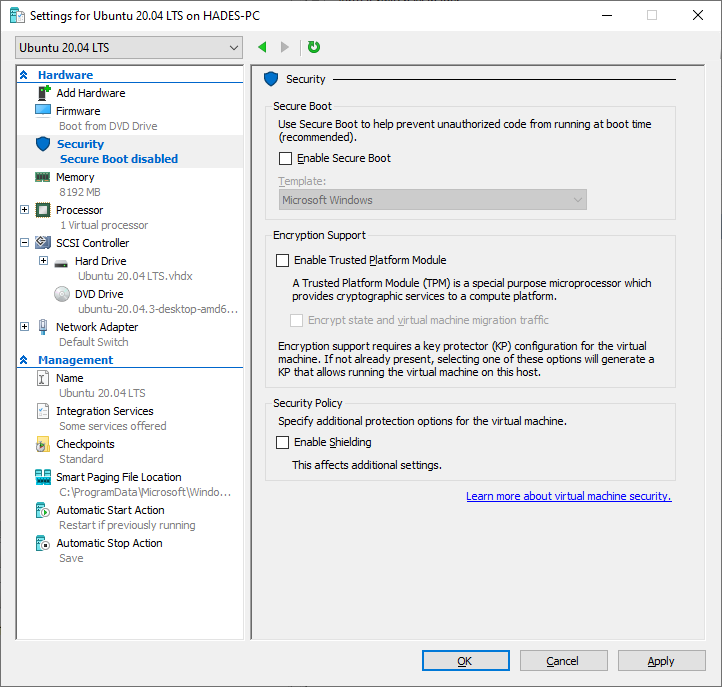 Settings for Ubuntu 20.04 LTS on HADES-PC
Ubuntu 20.04 LTS
Hardware
Add Hardware
Firmware
Boot from DVD Drive
Security
Secure Boot disabled
Memory
8192 MB
Processor
1 Virtual processor
SCSI Controller
Hard Drive
Ubuntu 20.04 LTS.vhdx
DVD Drive
ubuntu-20.04.3-desktop-amd6...
Network Adapter
Default Switch
Management
Name
Ubuntu 20.04 LTS
Integration Services
Some services offered
Checkpoints
Standard
Smart Paging File Location
C:\ProgramData\Microsoft\Windo...
Automatic Start Action
Restart if previously running
Automatic Stop Action
Save
Security
Secure Boot
Use Secure Boot to help prevent unauthorized code from running at boot time
(recommended).
Enable Secure Boot
Template:
Microsoft Windows
Encryption Support
Enable Trusted Platform Module
A Trusted Platform Module (TPM) is a special purpose microprocessor which
provides cryptographic services to a compute platform.
Encrypt state and virtual machine migration traffic
Encryption support requires a key protector (KP) configuration for the virtual
machine. If not already present, selecting one of these options will generate a
KP that allows running the virtual machine on this host.
Security Policy
Specify additional protection options for the virtual machine.
Enable Shielding
This affects additional settings.
Learn more about virtual machine security.
OK
Cancel
Apply